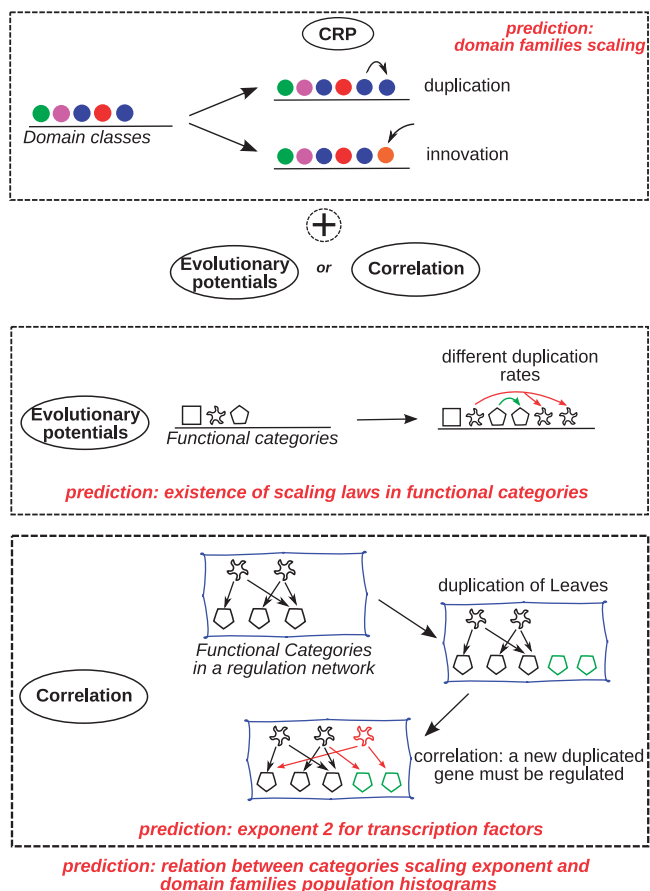 CRP
prediction:
domain families scaling
duplication
Domain classes
innovation
+
Evolutionary
potentials
or
Correlation
different duplication
rates
Evolutionary
potentials
Functional categories
prediction: existence of scaling laws in functional categories
duplication of Leaves
Functional Categories
in a regulation network
Correlation
correlation: a new duplicated
gene must be regulated
prediction: exponent 2 for transcription factors
prediction: relation between categories scaling exponent and
domain families population histograms